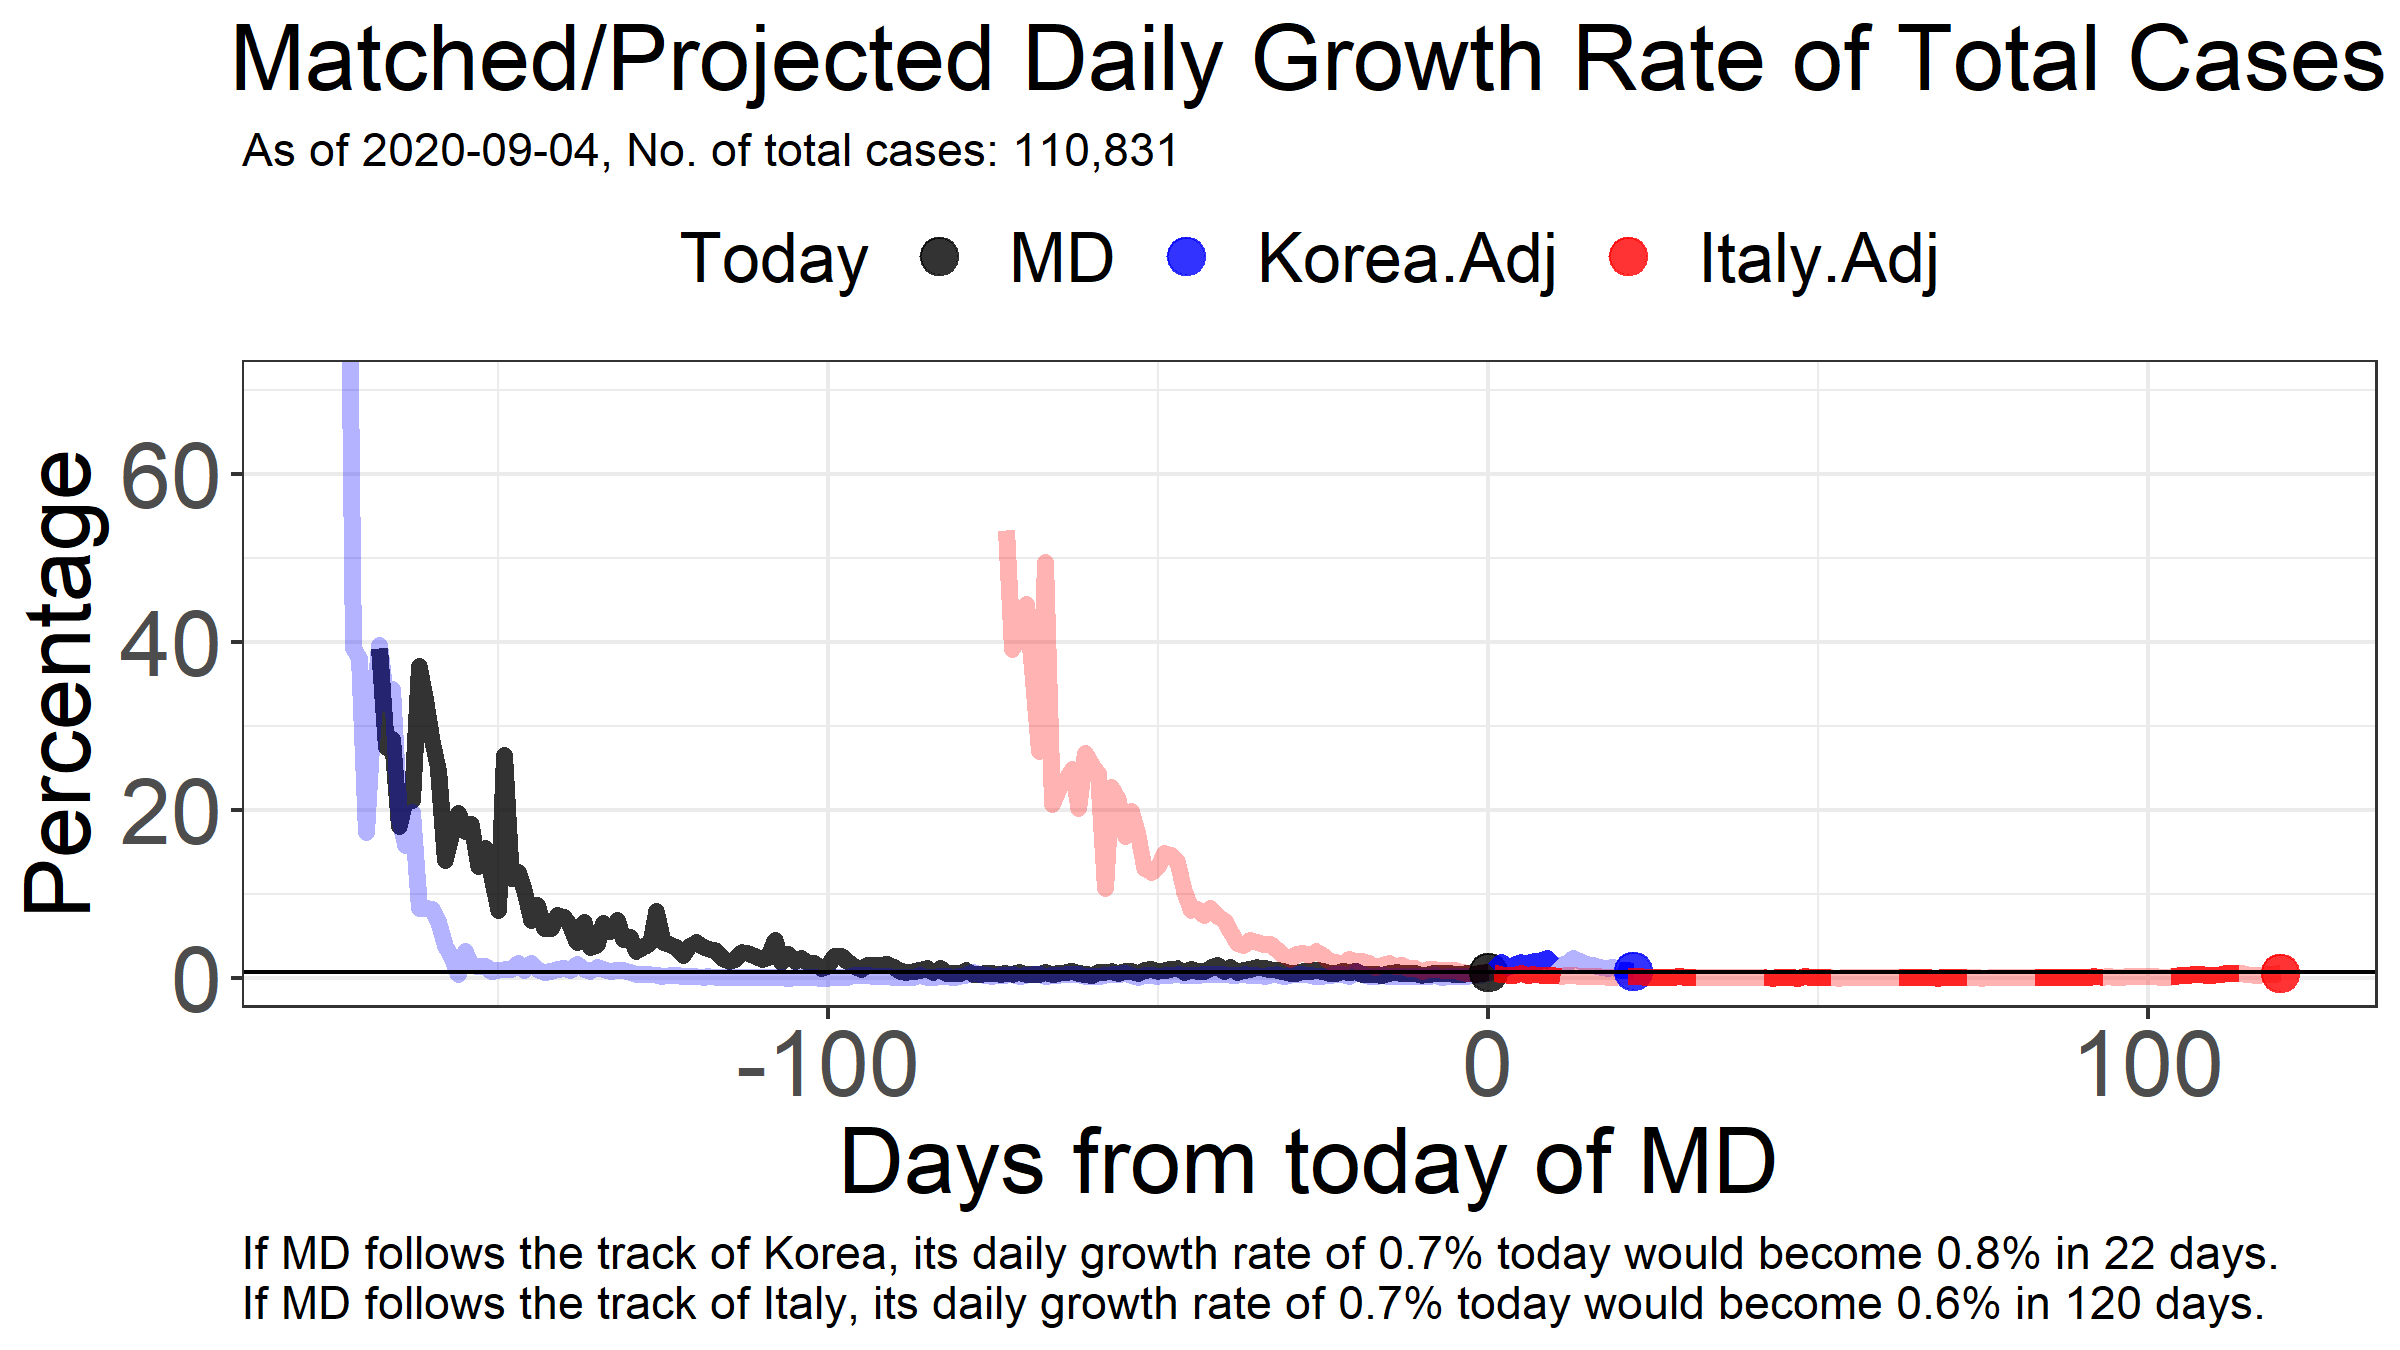 Matched/Projected Daily Growth Rate of Total Cases
As of 2020-09-04, No. of total cases: 110,831
Today MD Korea.Adj Italy.Adj
Percentage
60
40
20
0
-100 0 100
Days from today of MD
If MD follows the track of Korea, its daily growth rate of 0.7% today would become 0.8% in 22 days.
If MD follows the track of Italy, its daily growth rate of 0.7% today would become 0.6% in 120 days.